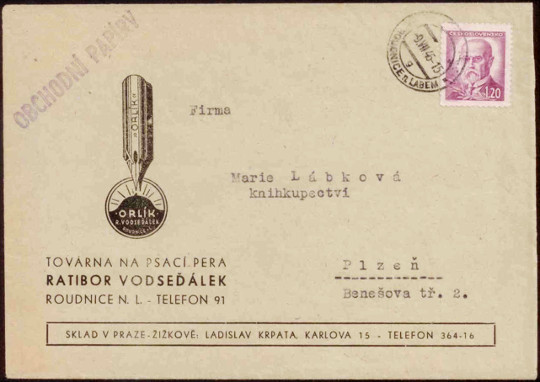 OBCHODNÍ PAPÍRY
ČESKOSLOVENSKO
1.20
ROUDNICE N. LABEM
Firma
ORLÍK
Marie Lábková
knihkupectví
ORLÍK
R. VODSEĎÁLEK
ROUDNICE N. L.
TOVÁRNA NA PSACÍ PERA
RATIBOR VODSEĎÁLEK
ROUDNICE N. L. - TELEFON 91
Plzeň
Benešova tř. 2.
SKLAD V PRAZE-ŽIŽKOVĚ: LADISLAV KRPATA, KARLOVA 15 - TELEFON 364-16